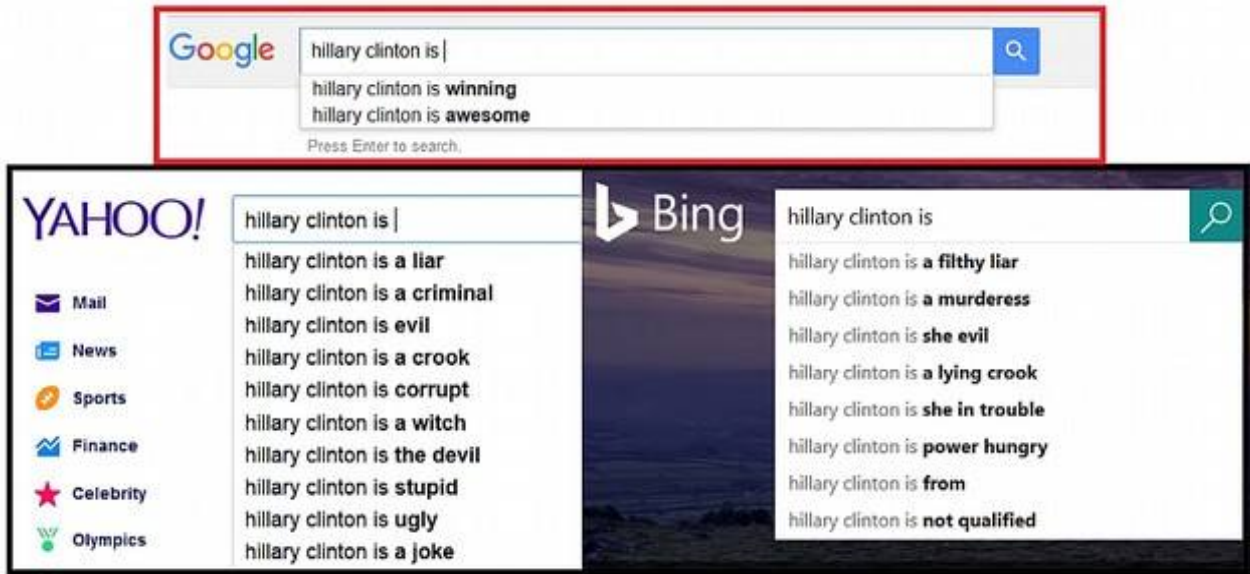 Google
hillary clinton is
hillary clinton is winning
hillary clinton is awesome
Press Enter to search.
YAHOO!
hillary clinton is
hillary clinton is a liar
hillary clinton is a criminal
hillary clinton is evil
hillary clinton is a crook
hillary clinton is corrupt
hillary clinton is a witch
hillary clinton is the devil
hillary clinton is stupid
hillary clinton is ugly
hillary clinton is a joke
Mail
News
Sports
Finance
Celebrity
Olympics
Bing
hillary clinton is
hillary clinton is a filthy liar
hillary clinton is a murderess
hillary clinton is she evil
hillary clinton is a lying crook
hillary clinton is she in trouble
hillary clinton is power hungry
hillary clinton is from
hillary clinton is not qualified